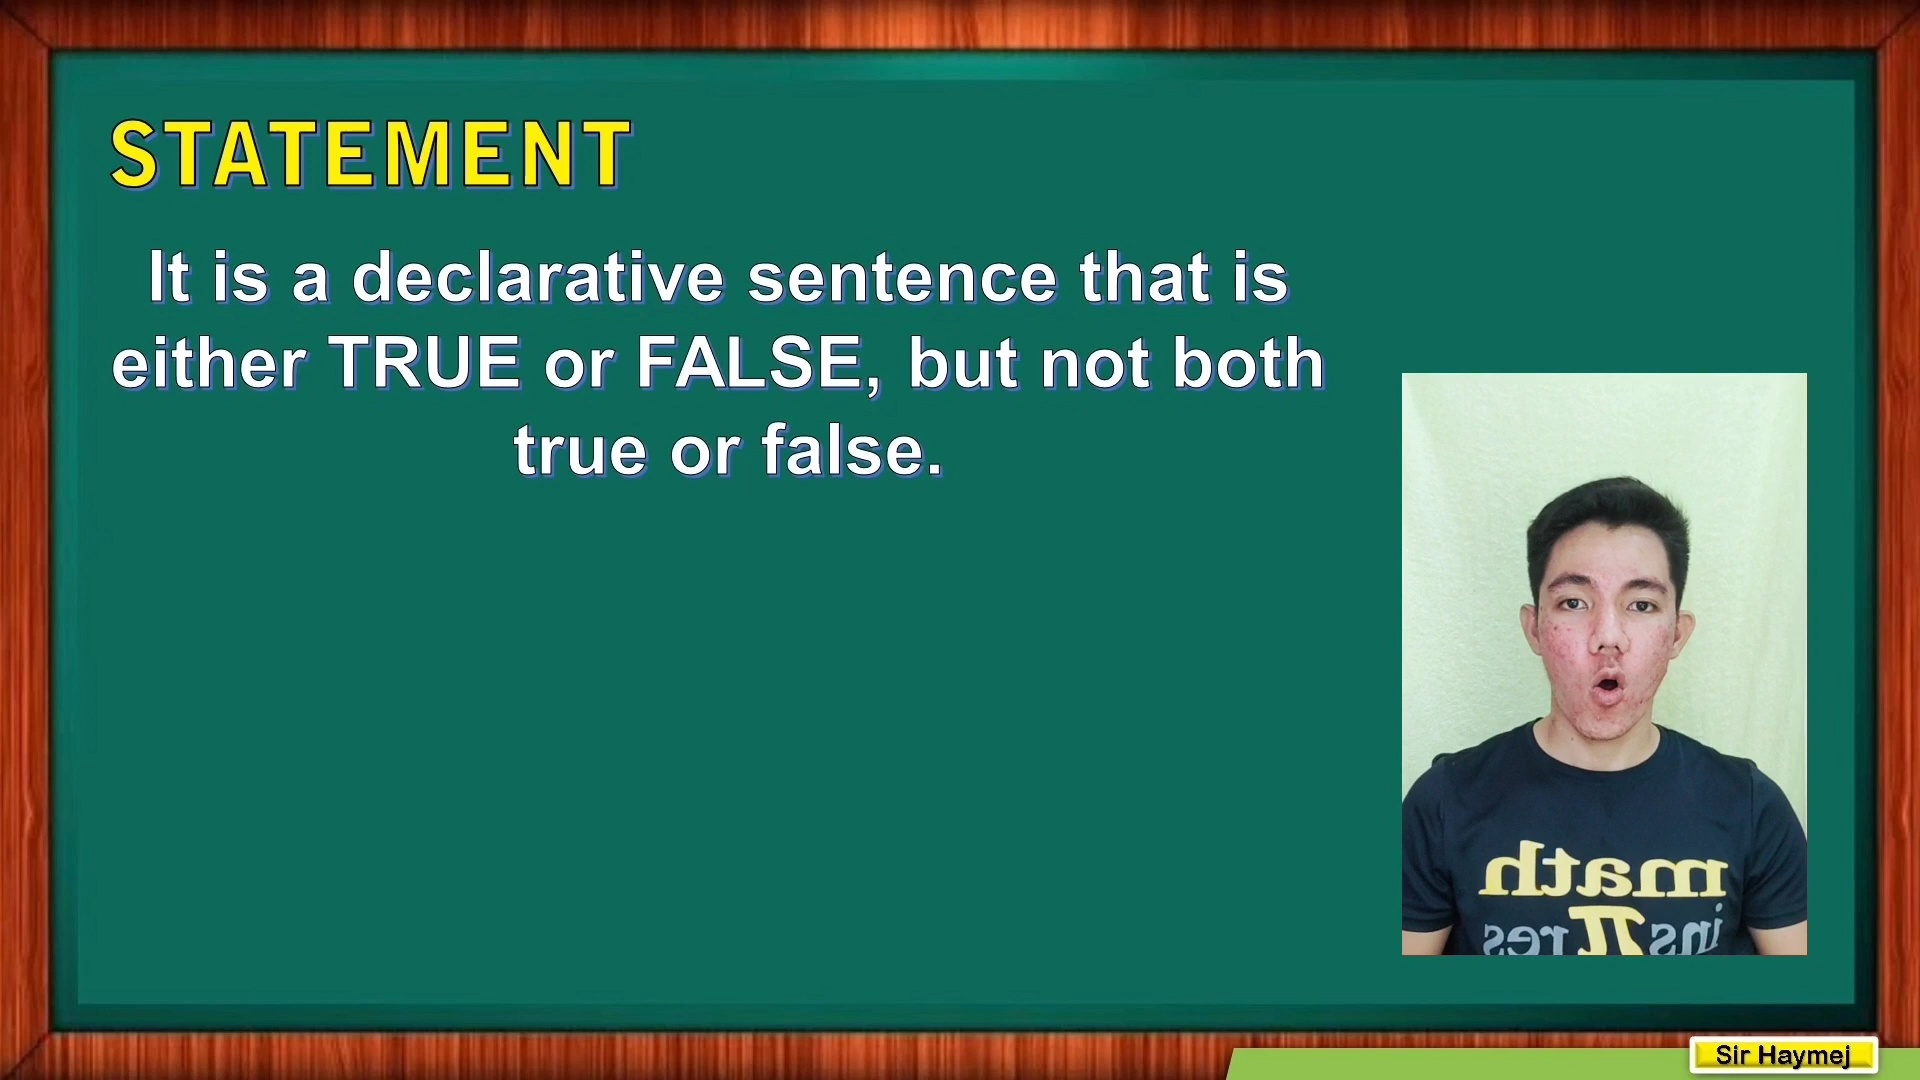 STATEMENT
It is a declarative sentence that is
either TRUE or FALSE, but not both
true or false.
math
insπres
Sir Haymej